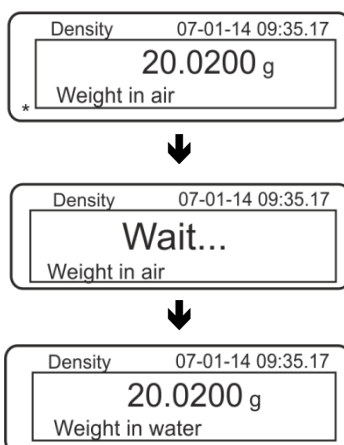 Density 07-01-14 09:35.17
20.0200 g
Weight in air
*
Density 07-01-14 09:35.17
Wait...
Weight in air
Density 07-01-14 09:35.17
20.0200 g
Weight in water